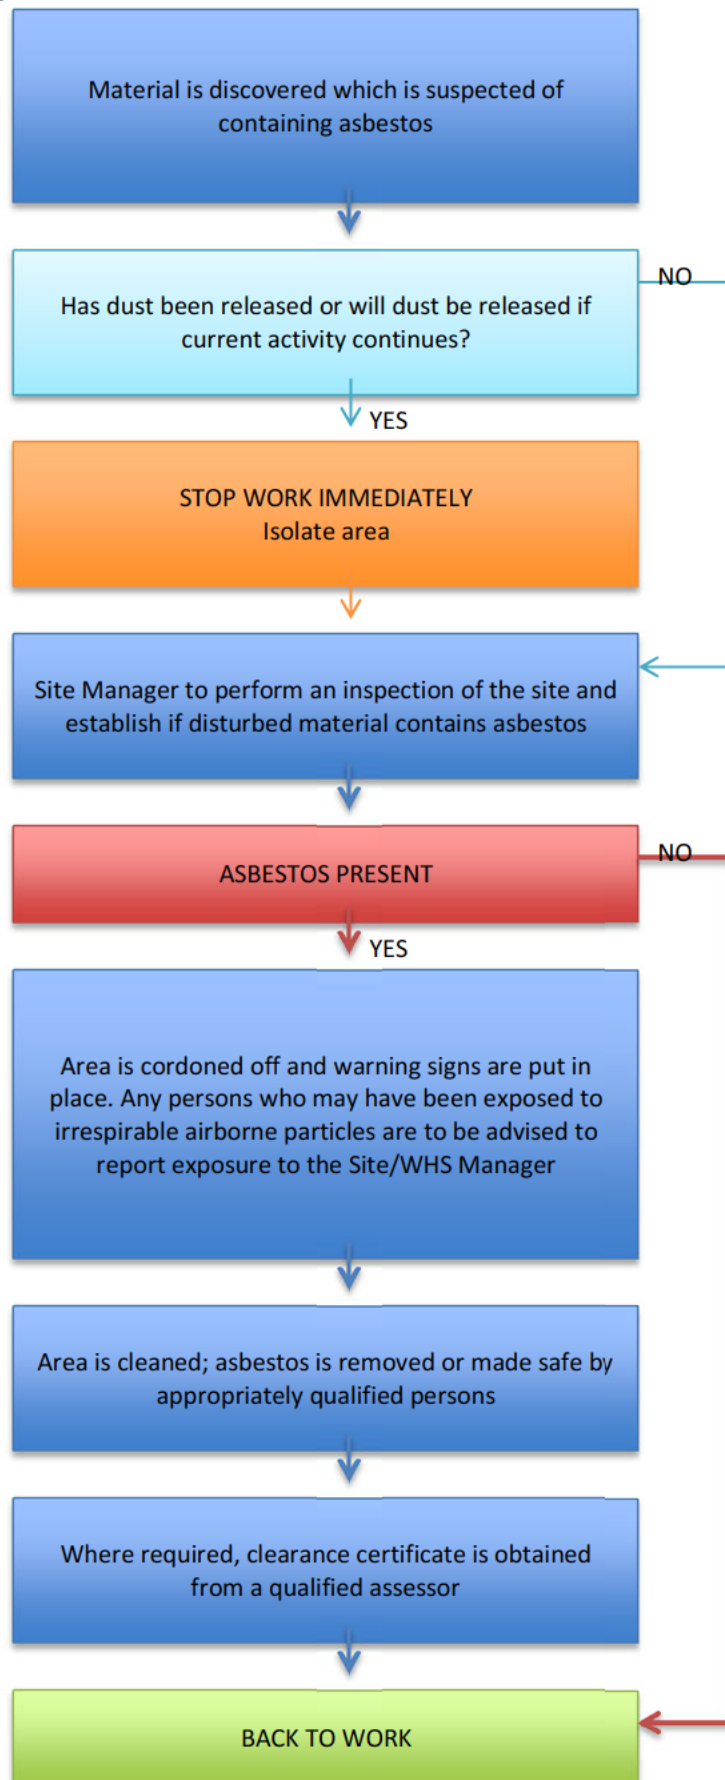 Material is discovered which is suspected of
containing asbestos
Has dust been released or will dust be released if
current activity continues?
NO
YES
STOP WORK IMMEDIATELY
Isolate area
Site Manager to perform an inspection of the site and
establish if disturbed material contains asbestos
ASBESTOS PRESENT
NO
YES
Area is cordoned off and warning signs are put in
place. Any persons who may have been exposed to
irrespirable airborne particles are to be advised to
report exposure to the Site/WHS Manager
Area is cleaned; asbestos is removed or made safe by
appropriately qualified persons
Where required, clearance certificate is obtained
from a qualified assessor
BACK TO WORK